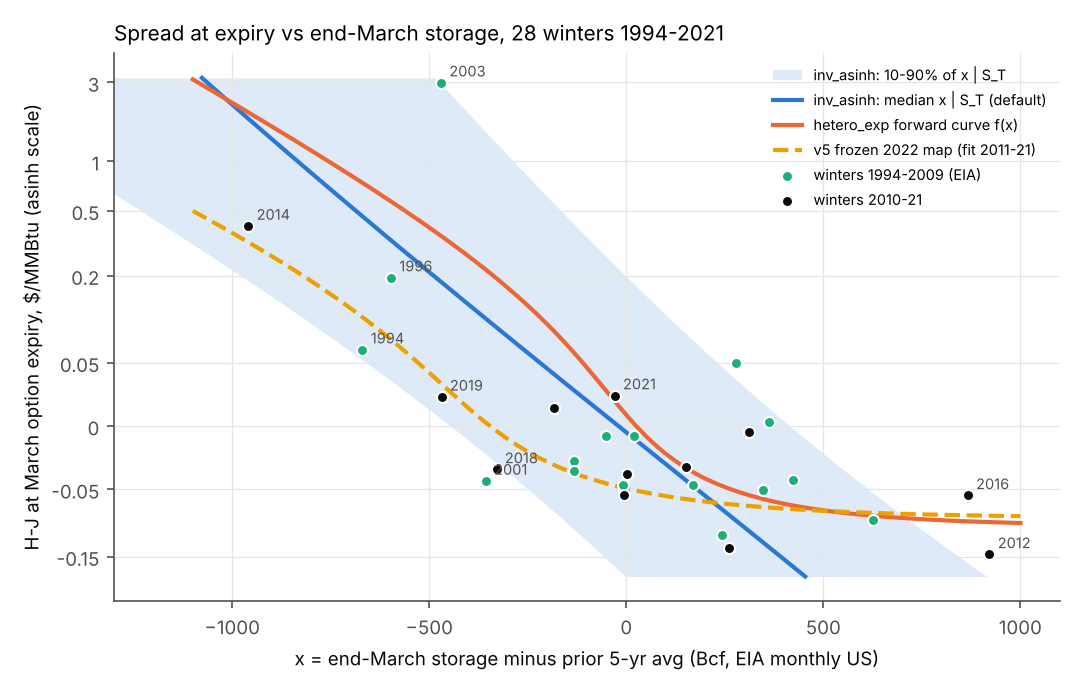 Spread at expiry vs end-March storage, 28 winters 1994-2021
inv_asinh: 10-90% of x | S_T
inv_asinh: median x | S_T (default)
hetero_exp forward curve f(x)
v5 frozen 2022 map (fit 2011-21)
winters 1994-2009 (EIA)
winters 2010-21
H-J at March option expiry, $/MMBtu (asinh scale)
3
1
0.5
0.2
0.05
0
-0.05
-0.15
2003
2014
1996
1994
2019
2021
2018
2001
2016
2012
−1000
−500
0
500
1000
x = end-March storage minus prior 5-yr avg (Bcf, EIA monthly US)